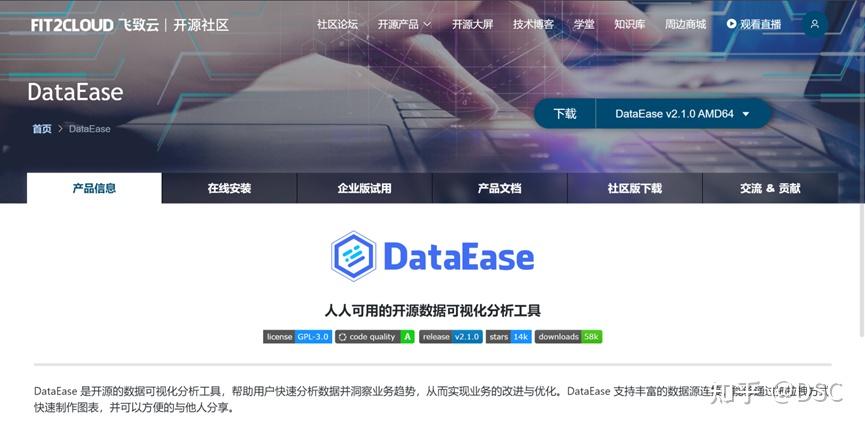 FIT2CLOUD 飞致云 | 开源社区
社区论坛 开源产品 开源大屏 技术博客 学堂 知识库 周边商城 观看直播
DataEase
下载 DataEase v2.1.0 AMD64
首页 > DataEase
产品信息 在线安装 企业版试用 产品文档 社区版下载 交流 & 贡献
DataEase
人人可用的开源数据可视化分析工具
license GPL-3.0 code quality A release v2.1.0 stars 14k downloads 58k
DataEase 是开源的数据可视化分析工具，帮助用户快速分析数据并洞察业务趋势，从而实现业务的改进与优化。DataEase 支持丰富的数据源连接，能够通过拖拉拽方式
快速制作图表，并可以方便的与他人分享。
知乎 @DSC